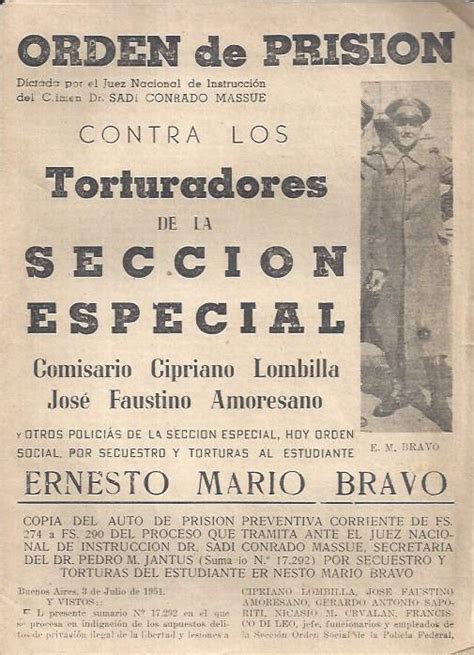 ORDEN de PRISION
Dictada por el Juez Nacional de Instrucción
del C.imen Dr. SADI CONRADO MASSUE
CONTRA LOS
Torturadores
DE LA
SECCION
ESPECIAL
Comisario Cipriano Lombilla
José Faustino Amoresano
Y OTROS POLICIÁS DE LA SECCION ESPECIAL, HOY ORDEN
SOCIAL, POR SECUESTRO Y TORTURAS AL ESTUDIANTE
E. M. BRAVO
ERNESTO MARIO BRAVO
COPIA DEL AUTO DE PRISION PREVENTIVA CORRIENTE DE FS.
274 a FS. 290 DEL PROCESO QUE TRAMITA ANTE EL JUEZ NACIO-
NAL DE INSTRUCCION DR. SADI CONRADO MASSUE, SECRETARIA
DEL DR. PEDRO M. JANTUS (Suma io N.° 17.292) POR SECUESTRO Y
TORTURAS DEL ESTUDIANTE ER NESTO MARIO BRAVO
Buenos Aires, 3 de Julio de 1951.
Y VISTOS::
EL presente sumario Nº 17.292 en el que
se procesa en indagación de los supuestos deli-
tos de privación ilegal de la libertad y lesiones a
CIPRIANO LOMBILLA, JOSE FAUSTINO
AMORESANO, GERARDO ANTONIO SAPO-
RITI, NICASIO M. CRVALAN, FRANCIS-
CO DI LEO, jefe, funcionarios y empleados de
la Sección Orden Social de la Policía Federal,